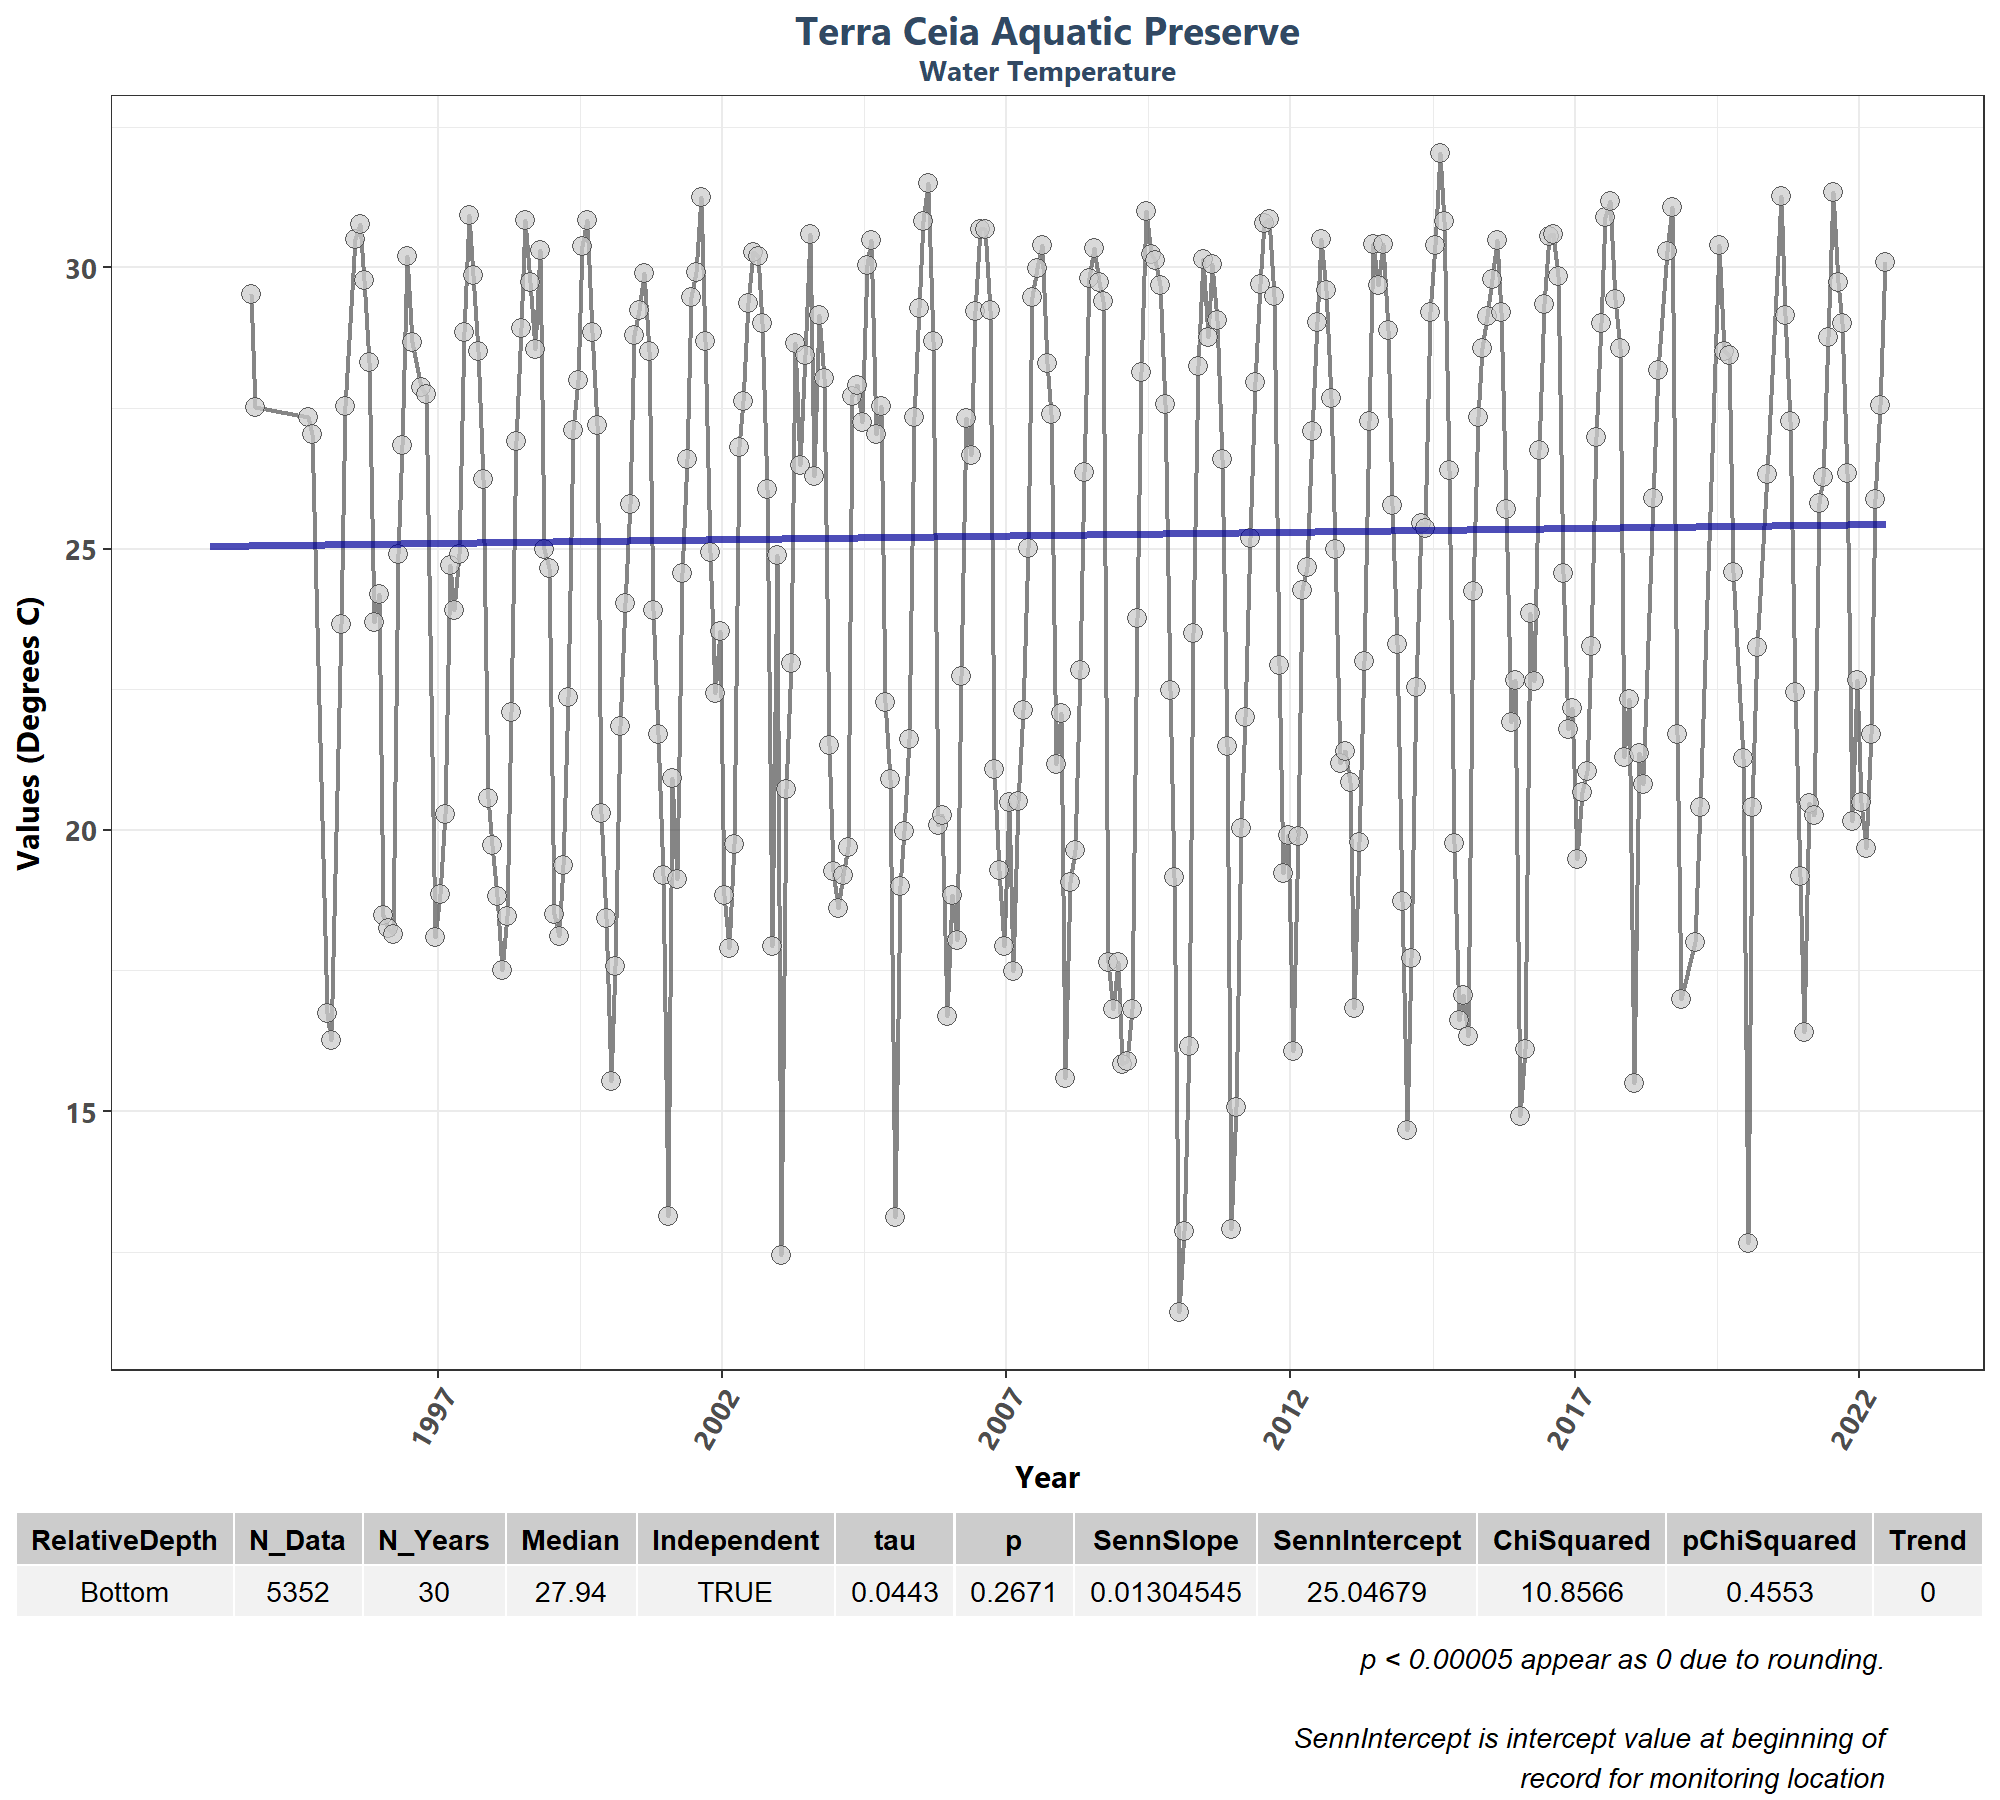 Terra Ceia Aquatic Preserve
Water Temperature
Values (Degrees C)
30
25
20
15
1997
2002
2007
2012
2017
2022
Year
RelativeDepth N_Data N_Years Median Independent tau p SennSlope SennIntercept ChiSquared pChiSquared Trend
Bottom 5352 30 27.94 TRUE 0.0443 0.2671 0.01304545 25.04679 10.8566 0.4553 0
p < 0.00005 appear as 0 due to rounding.
SennIntercept is intercept value at beginning of
record for monitoring location